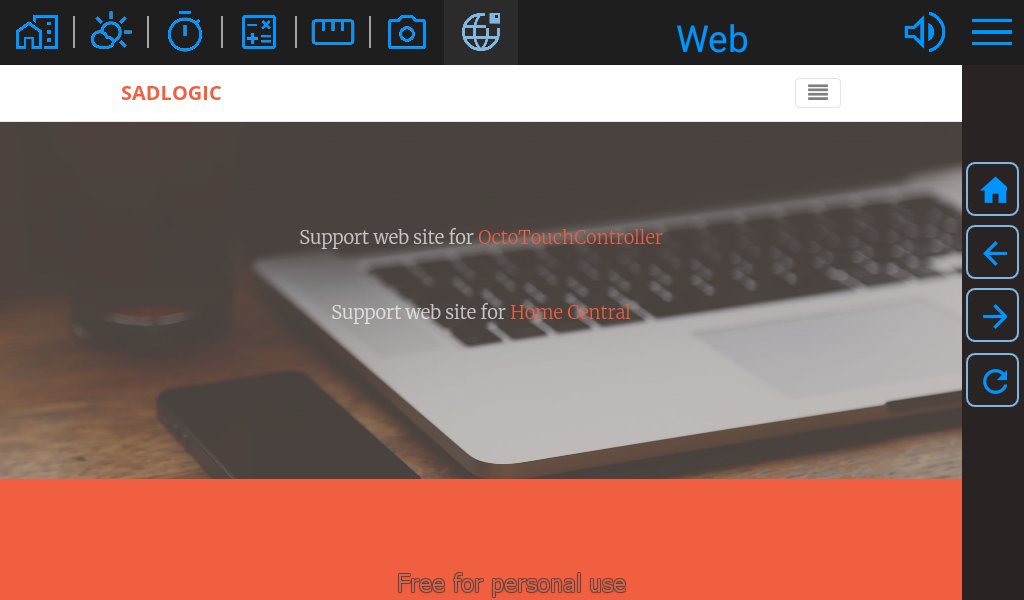 Web
SADLOGIC
Support web site for OctoTouchController
Support web site for Home Central
Free for personal use